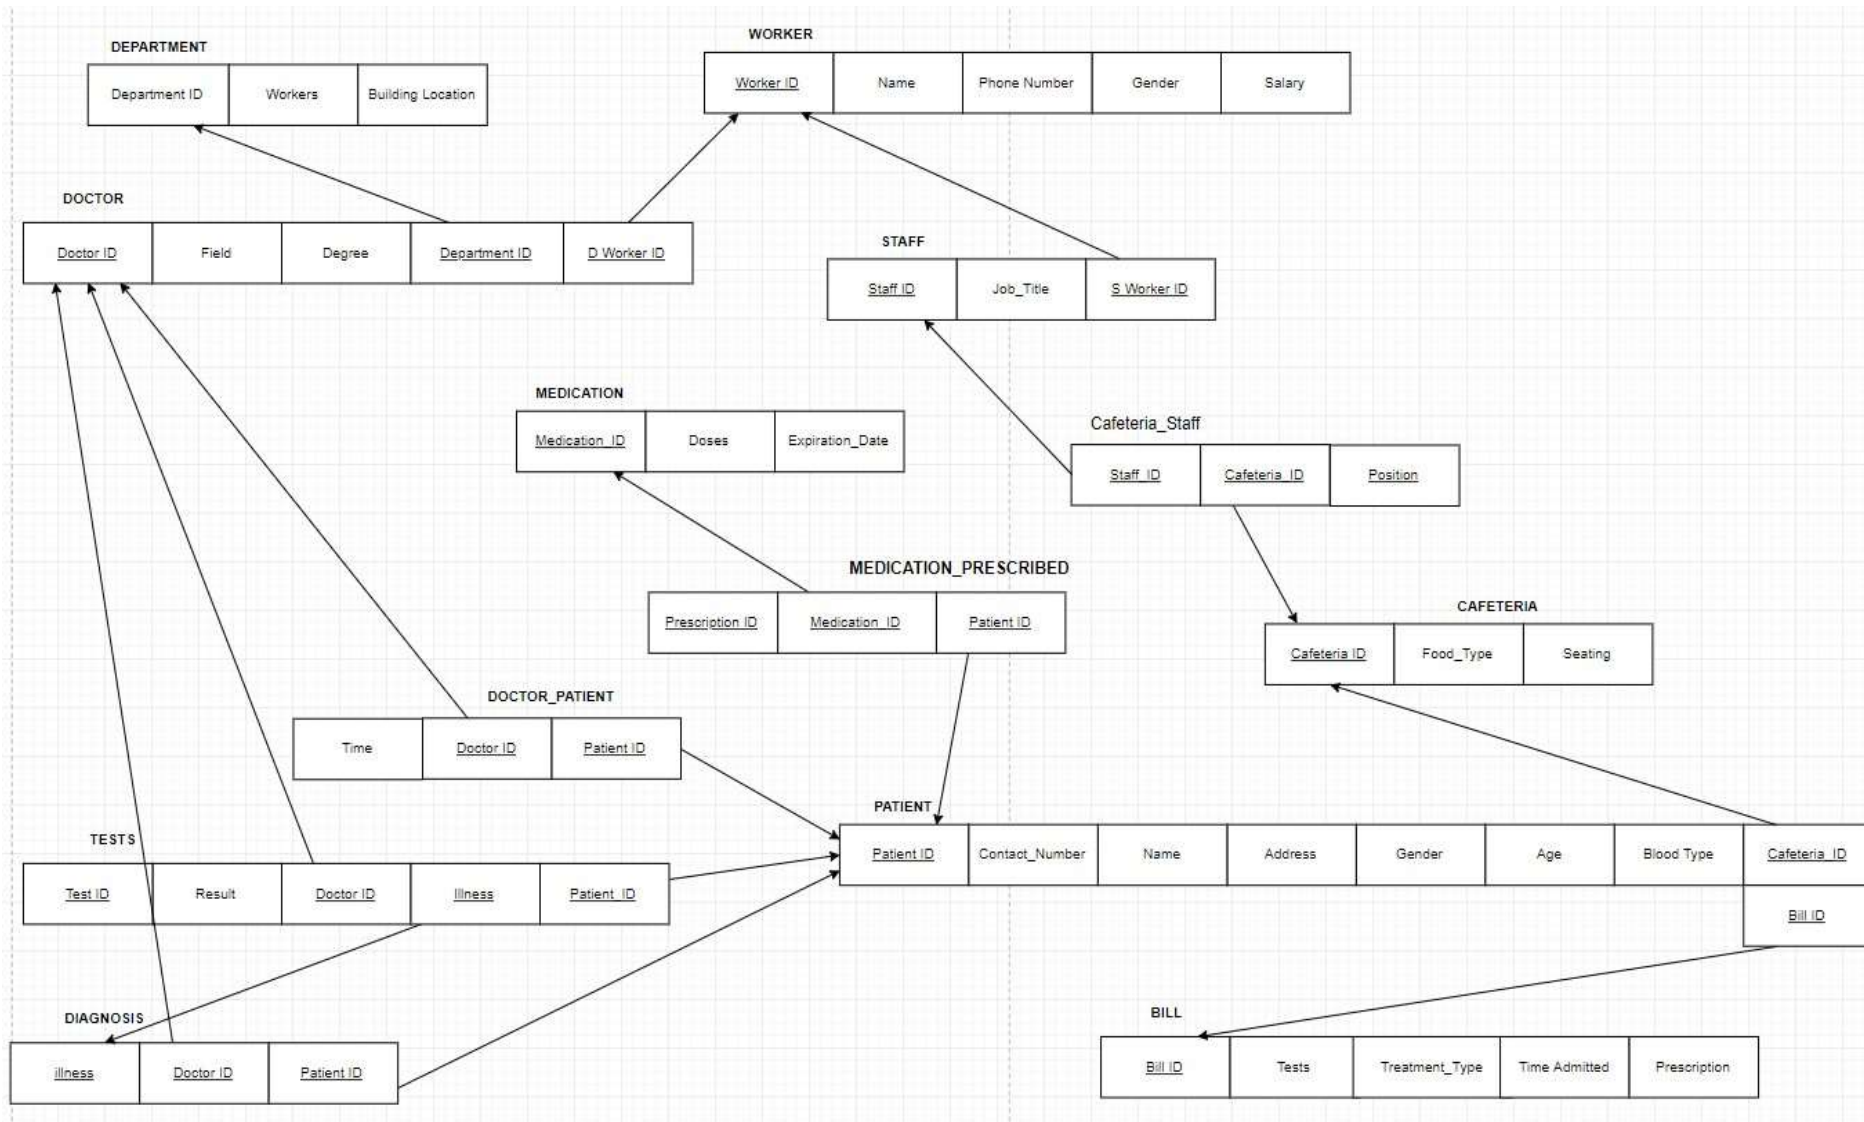 DEPARTMENT
Department ID Workers Building Location
WORKER
Worker ID Name Phone Number Gender Salary
DOCTOR
Doctor ID Field Degree Department ID D Worker ID
STAFF
Staff ID Job_Title S Worker ID
MEDICATION
Medication_ID Doses Expiration_Date
Cafeteria_Staff
Staff_ID Cafeteria_ID Position
MEDICATION_PRESCRIBED
Prescription ID Medication_ID Patient ID
CAFETERIA
Cafeteria ID Food_Type Seating
DOCTOR_PATIENT
Time Doctor ID Patient ID
PATIENT
Patient ID Contact_Number Name Address Gender Age Blood Type Cafeteria_ID
Bill ID
TESTS
Test ID Result Doctor ID Illness Patient_ID
DIAGNOSIS
illness Doctor ID Patient ID
BILL
Bill ID Tests Treatment_Type Time Admitted Prescription